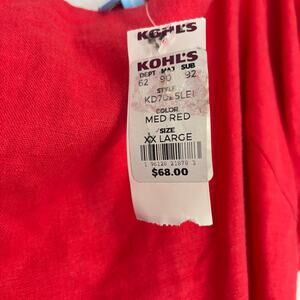 KOHL'S
KOHL'S
DEPT MAT SUB
62 90 92
STYLE
COLOR
MED RED
SIZE
XX LARGE
$68.00